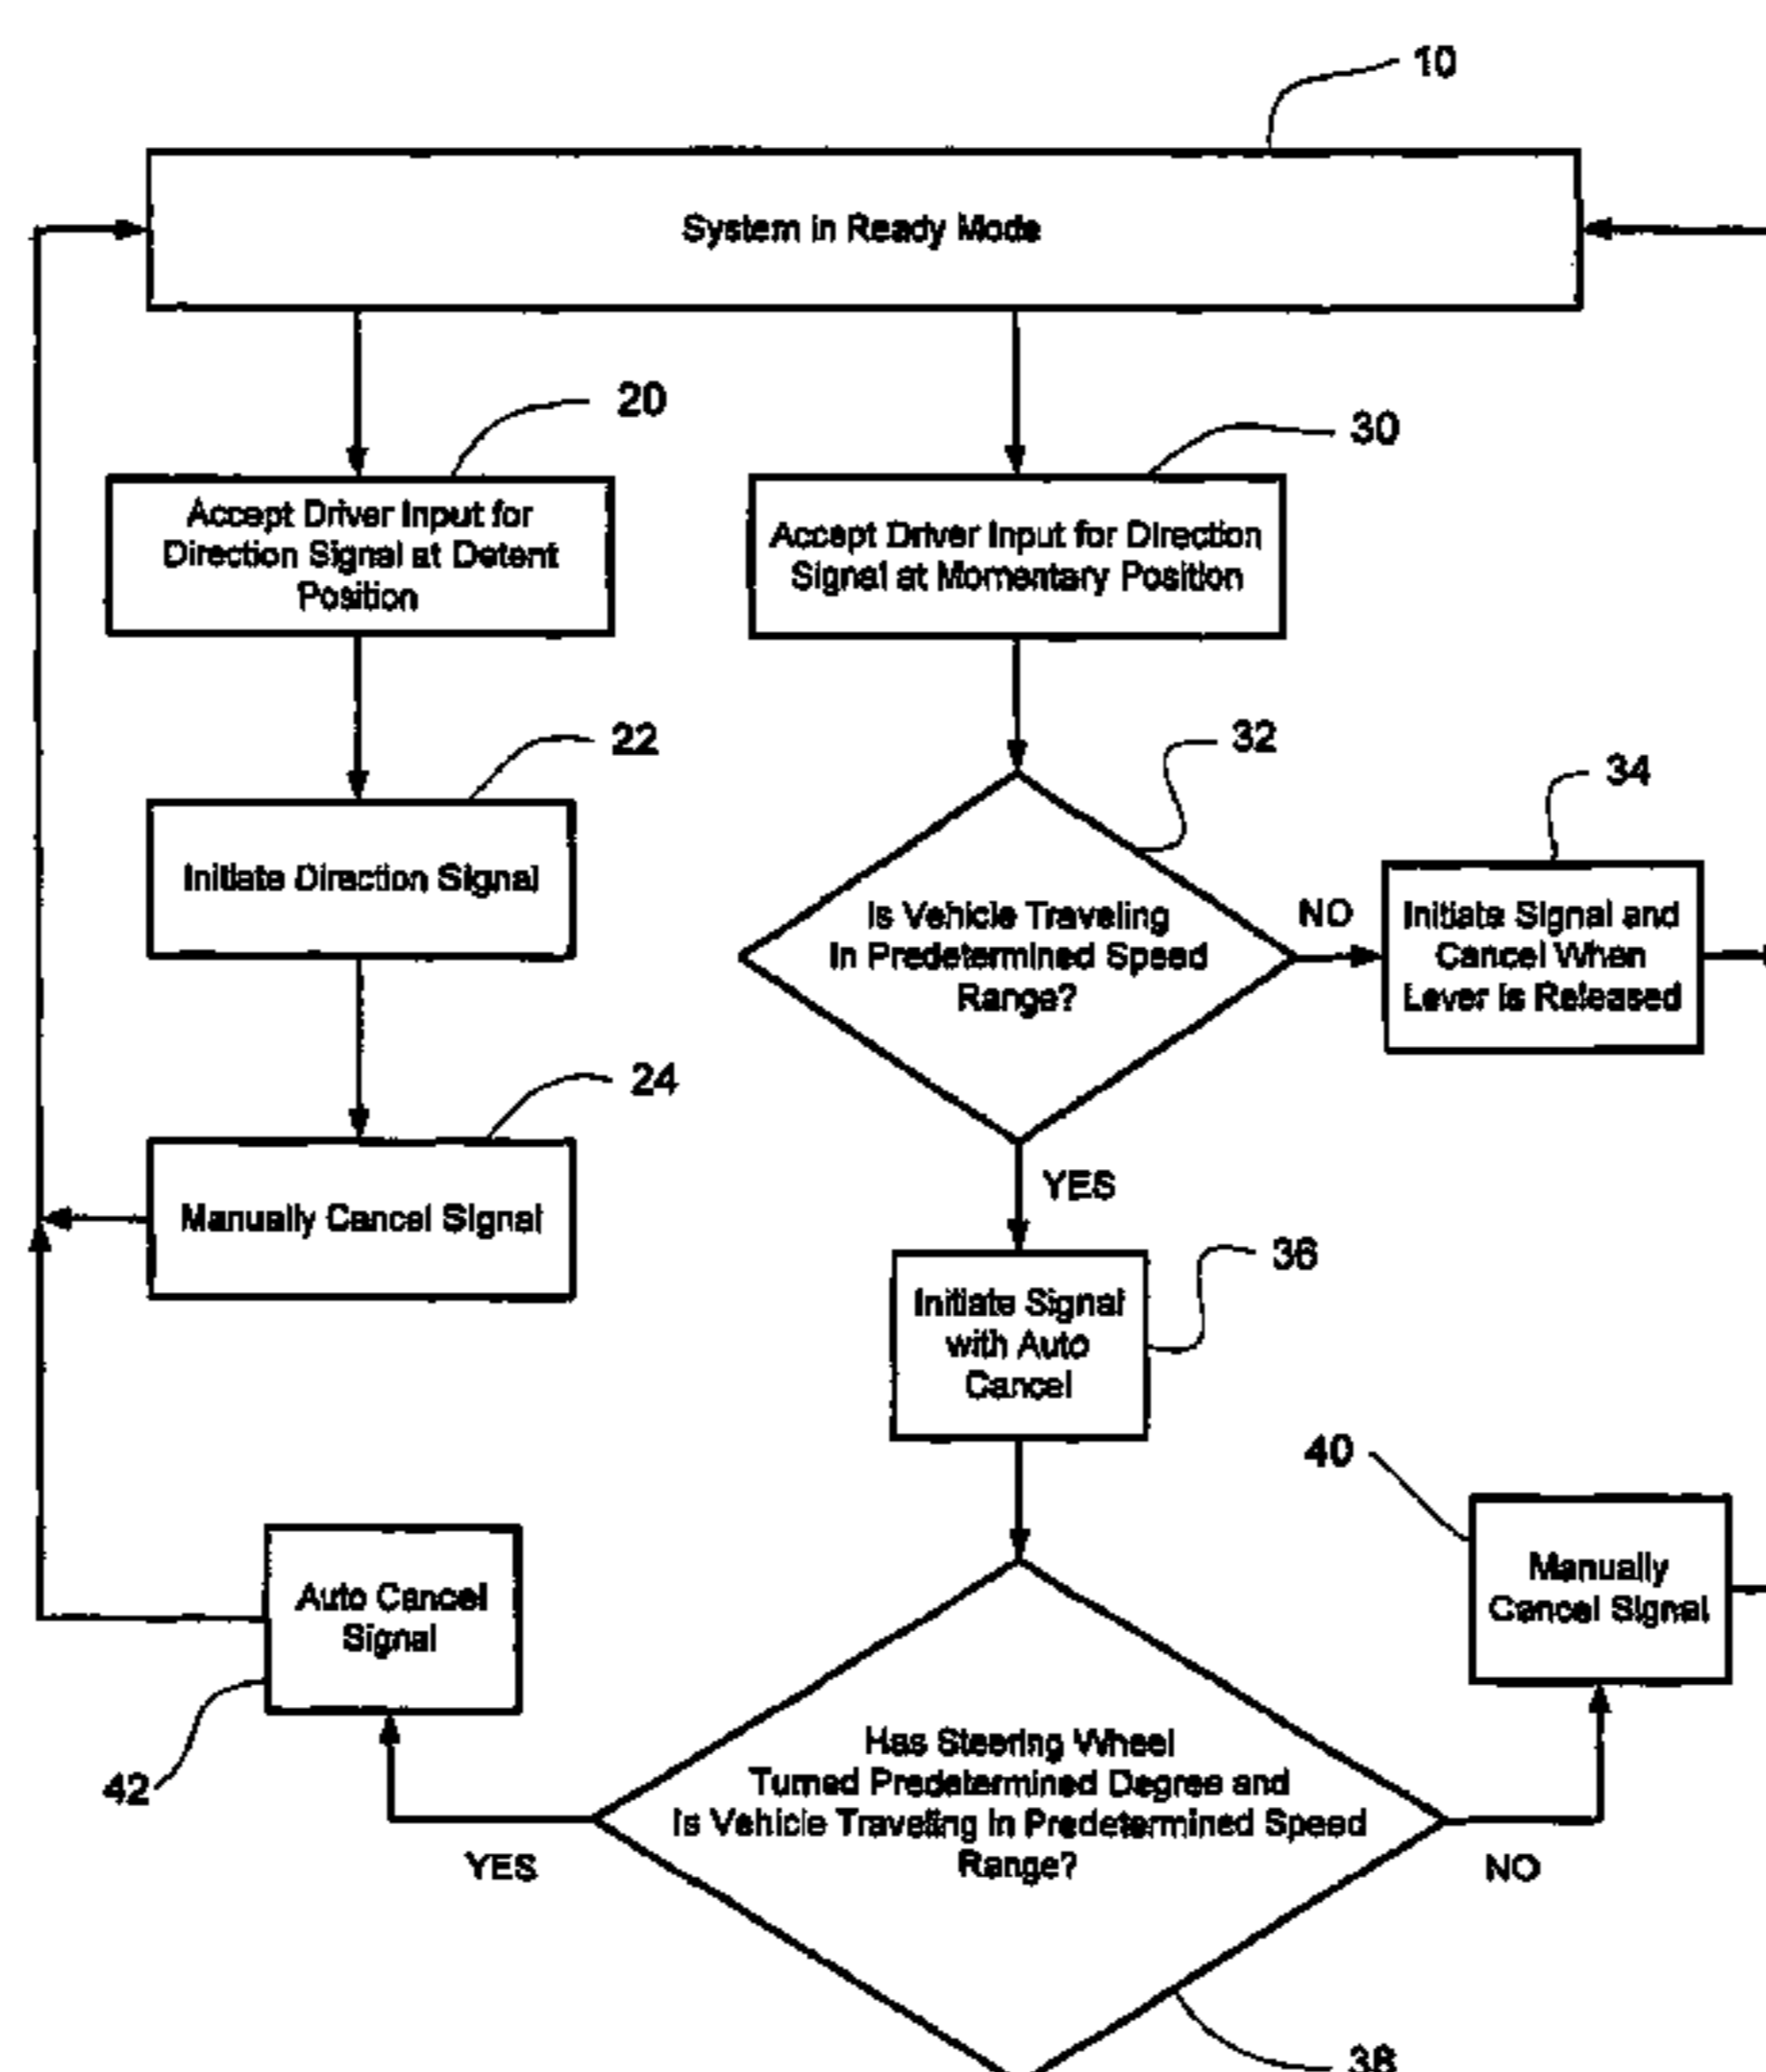 10
System in Ready Mode
20
30
Accept Driver Input for
Direction Signal at Detent
Position
Accept Driver Input for Direction
Signal at Momentary Position
22
32
34
Initiate Direction Signal
Is Vehicle Traveling
In Predetermined Speed
Range?
NO
Initiate Signal and
Cancel When
Lever is Released
24
YES
Manually Cancel Signal
36
Initiate Signal
with Auto
Cancel
40
Manually
Cancel Signal
Auto Cancel
Signal
42
Has Steering Wheel
Turned Predetermined Degree and
Is Vehicle Traveling In Predetermined Speed
Range?
YES
NO
38